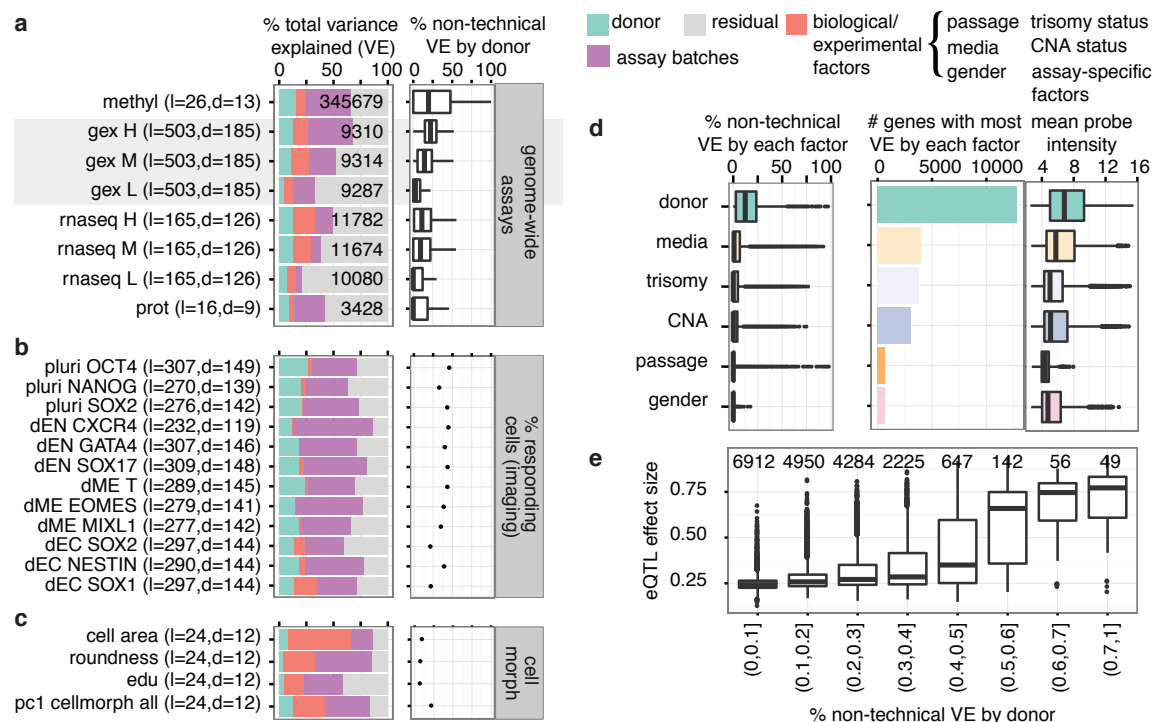 a
% total variance
explained (VE)
0 50 100
% non-technical
VE by donor
0 50 100
methyl (l=26,d=13) 345679
gex H (l=503,d=185) 9310
gex M (l=503,d=185) 9314
gex L (l=503,d=185) 9287
rnaseq H (l=165,d=126) 11782
rnaseq M (l=165,d=126) 11674
rnaseq L (l=165,d=126) 10080
prot (l=16,d=9) 3428
genome-wide
assays
b
pluri OCT4 (l=307,d=149)
pluri NANOG (l=270,d=139)
pluri SOX2 (l=276,d=142)
dEN CXCR4 (l=232,d=119)
dEN GATA4 (l=307,d=146)
dEN SOX17 (l=309,d=148)
dME T (l=289,d=145)
dME EOMES (l=279,d=141)
dME MIXL1 (l=277,d=142)
dEC SOX2 (l=297,d=144)
dEC NESTIN (l=290,d=144)
dEC SOX1 (l=297,d=144)
% responding
cells (imaging)
c
cell area (l=24,d=12)
roundness (l=24,d=12)
edu (l=24,d=12)
pc1 cellmorph all (l=24,d=12)
cell
morph
donor
residual
biological/
experimental
factors
assay batches
passage
media
gender
trisomy status
CNA status
assay-specific
factors
d
% non-technical
VE by each factor
0 50 100
# genes with most
VE by each factor
0 5000 10000
mean probe
intensity
4 8 12 16
donor
media
trisomy
CNA
passage
gender
e
6912 4950 4284 2225 647 142 56 49
eQTL effect size
0.75
0.50
0.25
(0,0.1]
(0.1,0.2]
(0.2,0.3]
(0.3,0.4]
(0.4,0.5]
(0.5,0.6]
(0.6,0.7]
(0.7,1]
% non-technical VE by donor